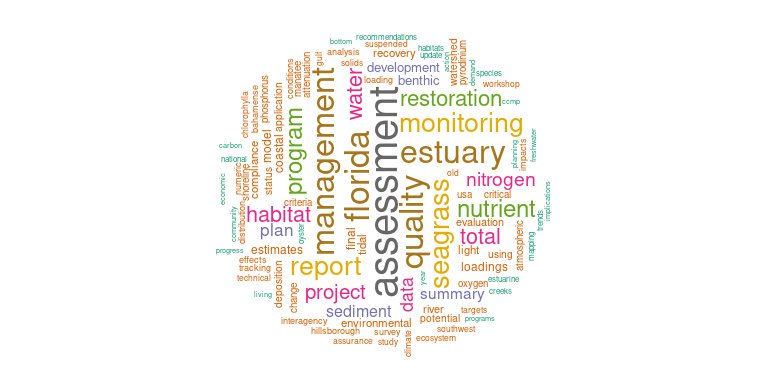 recommendations
bottom
suspended
habitats
analysis
recovery
update
gulf
solids
development
action
watershed
pyrodinium
demand
species
conditions
manatee
attenuation
management
water
loading
benthic
workshop
chlorophylla
bahamense
phosphorus
application
assessment
restoration
ccmp
program
florida
monitoring
carbon
national
compliance
model
coastal
estuary
planning
impacts
freshwater
economic
numeric
shoreline
status
quality
old
nitrogen
seagrass
usa
critical
implications
community
distribution
criteria
habitat
nutrient
trends
oyster
plan
final
tidal
evaluation
total
atmospheric
mapping
progress
estimates
light
using
effects
tracking
technical
report
loadings
deposition
year
oxygen
estuarine
living
change
project
data
summary
creeks
sediment
river
targets
interagency
environmental
potential
programs
hillsborough
survey
southwest
assurance
study
climate
ecosystem